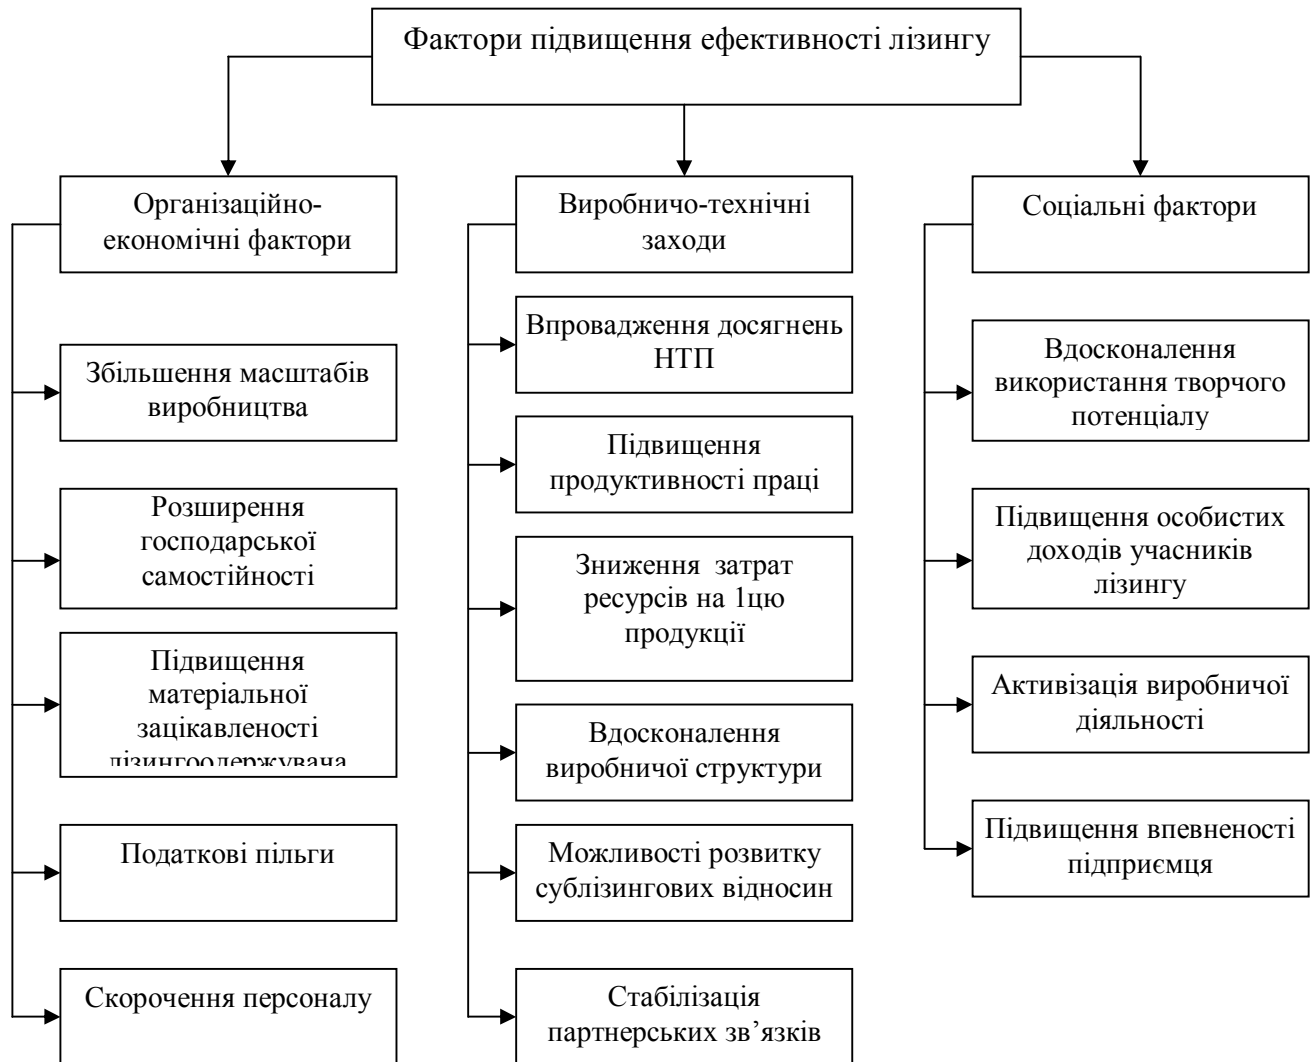 Фактори підвищення ефективності лізингу
Організаційно-
економічні фактори
Збільшення масштабів
виробництва
Розширення
господарської
самостійності
Підвищення
матеріальної
зацікавленості
лізингоодержувача
Податкові пільги
Скорочення персоналу
Виробничо-технічні
заходи
Впровадження досягнень
НТП
Підвищення
продуктивності праці
Зниження затрат
ресурсів на 1цю
продукції
Вдосконалення
виробничої структури
Можливості розвитку
сублізингових відносин
Стабілізація
партнерських зв’язків
Соціальні фактори
Вдосконалення
використання творчого
потенціалу
Підвищення особистих
доходів учасників
лізингу
Активізація виробничої
діяльності
Підвищення впевненості
підприємця